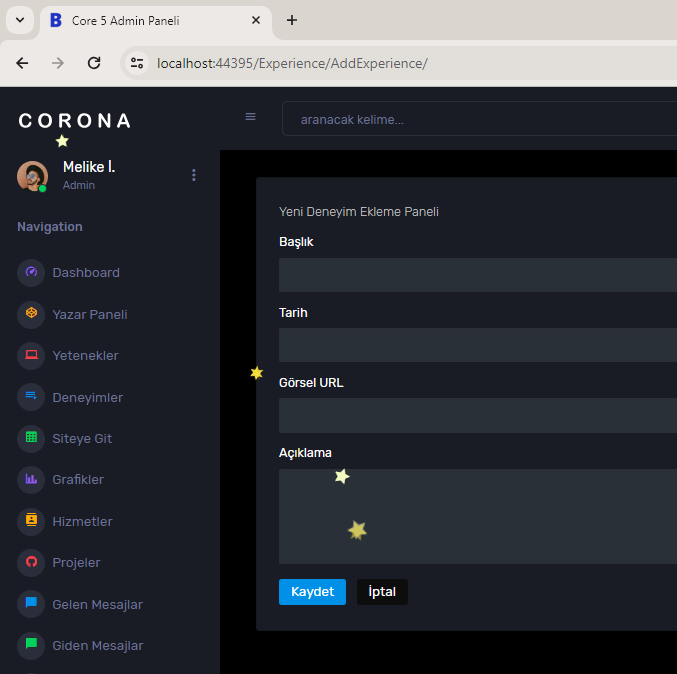 Core 5 Admin Paneli
localhost:44395/Experience/AddExperience/
CORONA
aranacak kelime...
Melike İ.
Admin
Navigation
Dashboard
Yazar Paneli
Yetenekler
Deneyimler
Siteye Git
Grafikler
Hizmetler
Projeler
Gelen Mesajlar
Giden Mesajlar
Yeni Deneyim Ekleme Paneli
Başlık
Tarih
Görsel URL
Açıklama
Kaydet İptal